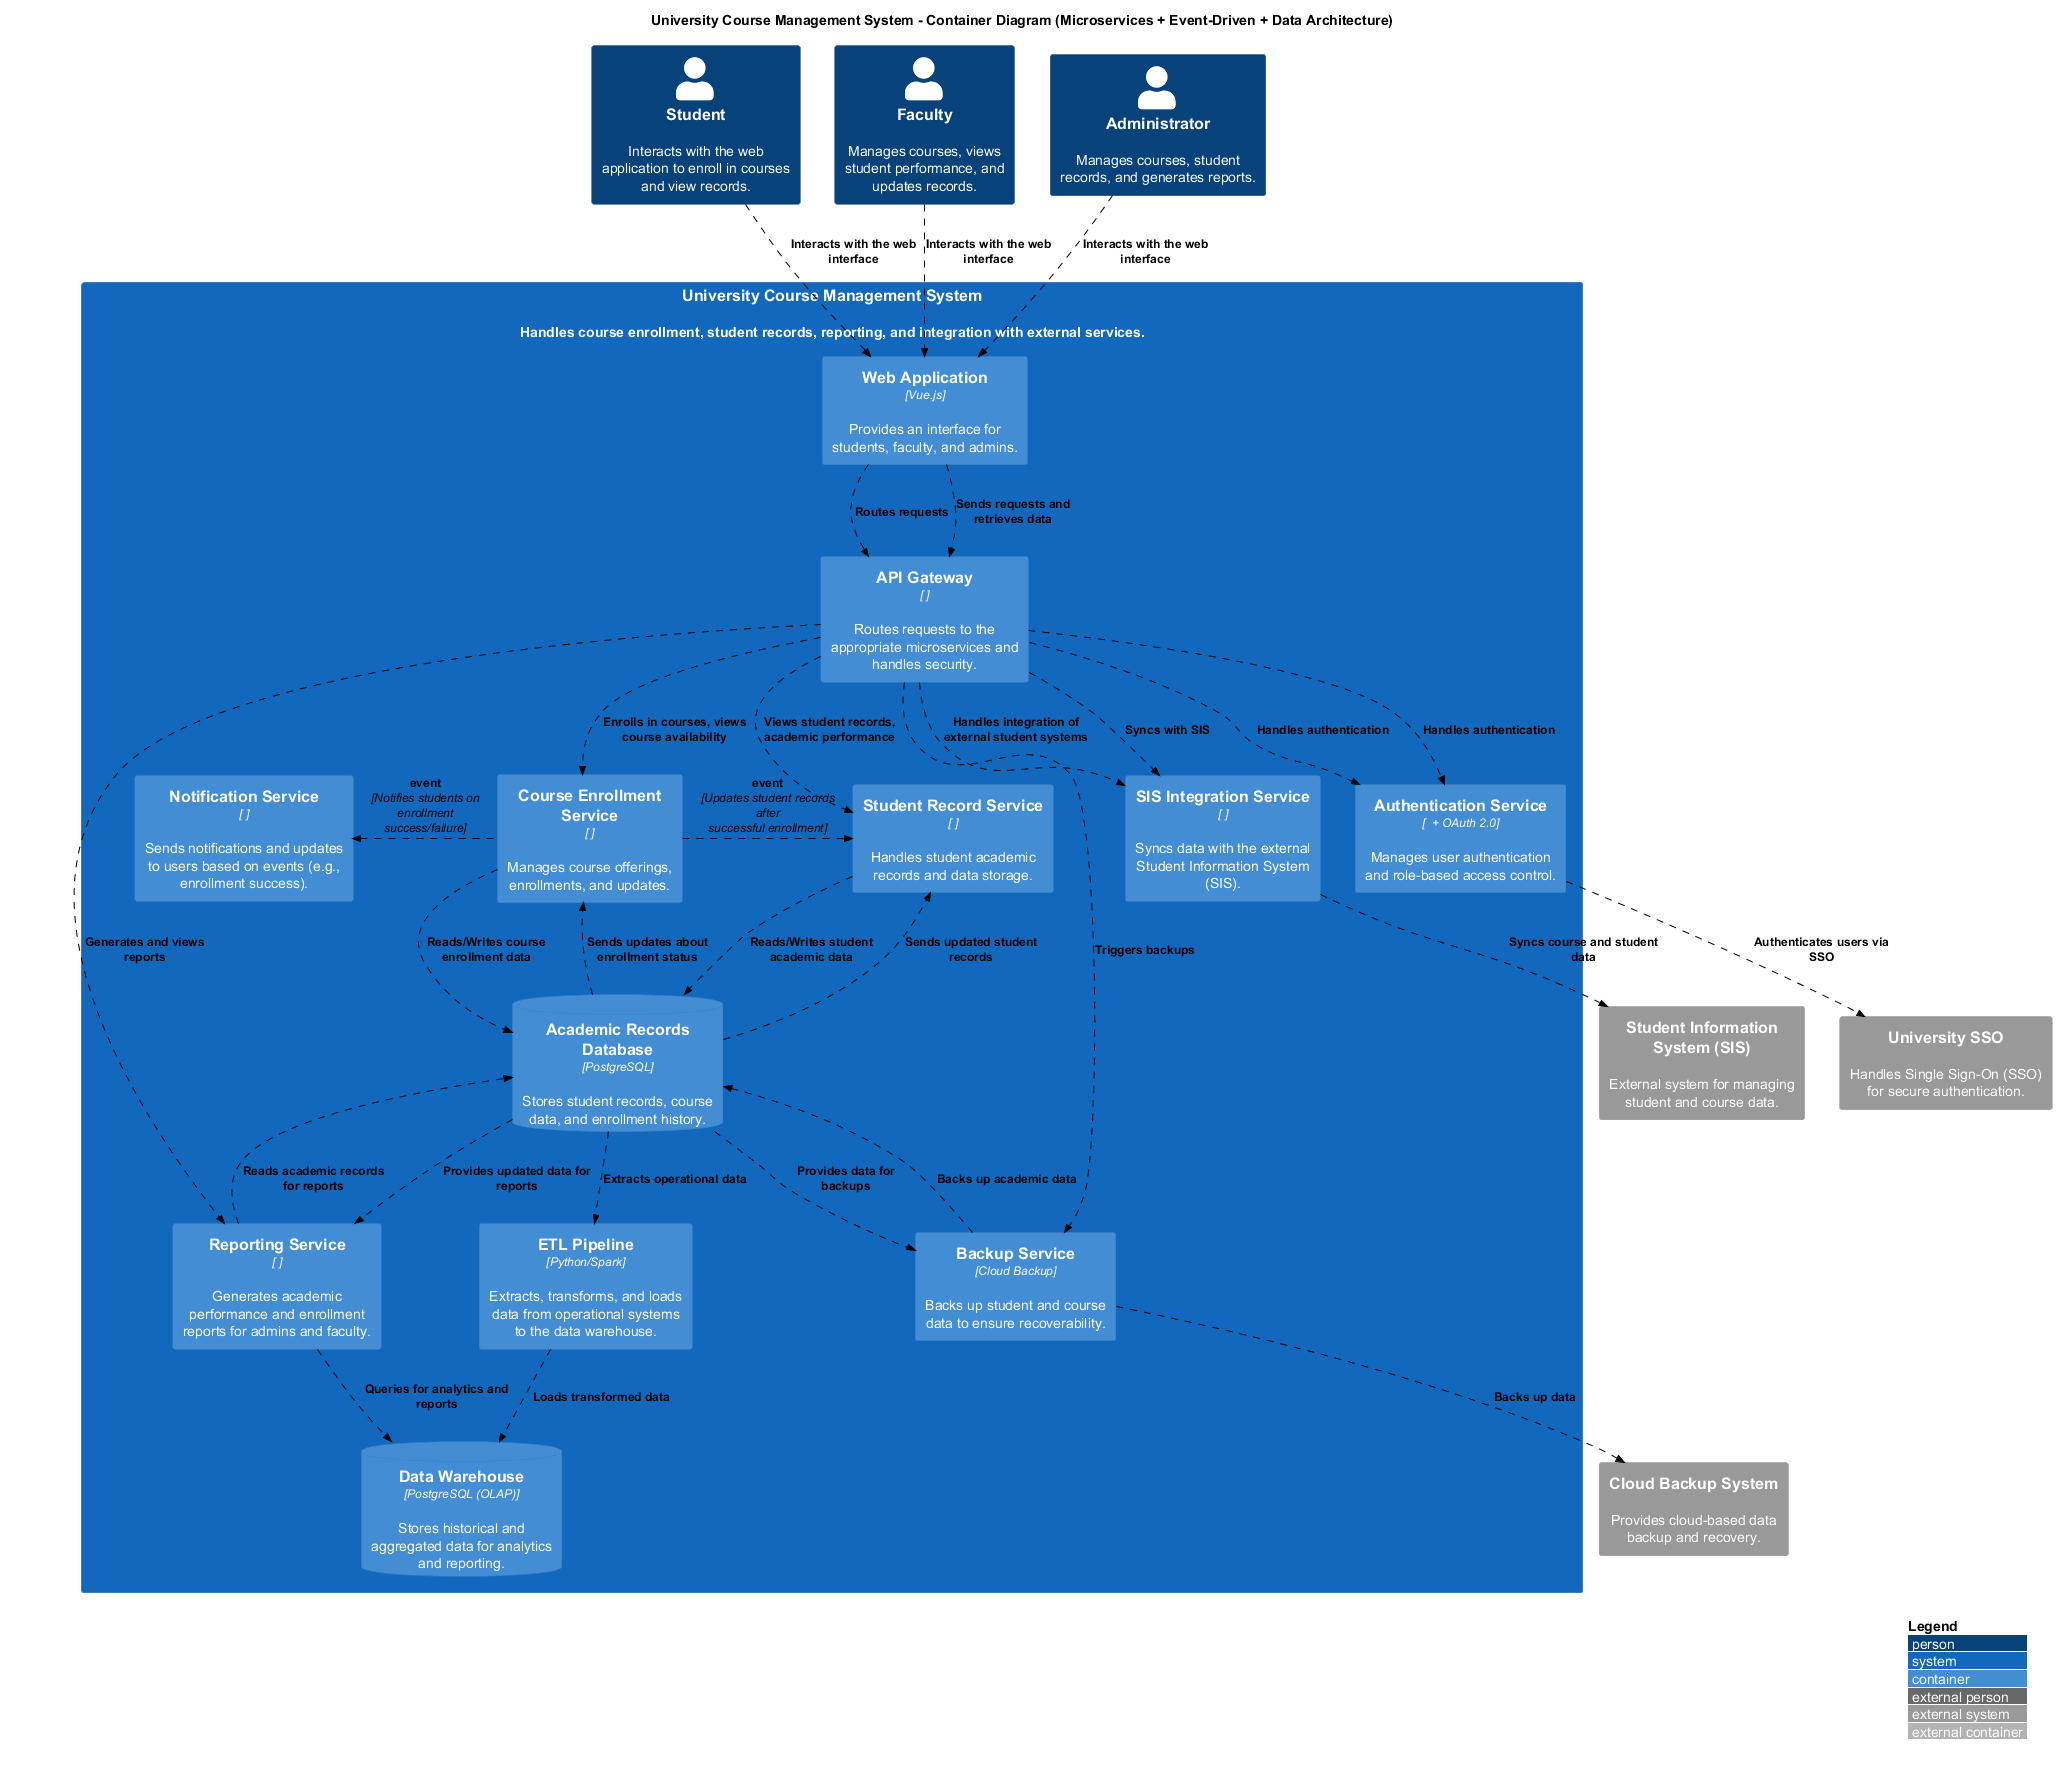 University Course Management System - Container Diagram (Microservices + Event-Driven + Data Architecture)
Student
Interacts with the web
application to enroll in courses
and view records.
Faculty
Manages courses, views
student performance, and
updates records.
Administrator
Manages courses, student
records, and generates reports.
Interacts with the web
interface
Interacts with the web
interface
Interacts with the web
interface
University Course Management System
Handles course enrollment, student records, reporting, and integration with external services.
Web Application
[Vue.js]
Provides an interface for
students, faculty, and admins.
Routes requests
Sends requests and
retrieves data
API Gateway
[ ]
Routes requests to the
appropriate microservices and
handles security.
Enrolls in courses, views
course availability
Views student records,
academic performance
Handles integration of
external student systems
Syncs with SIS
Handles authentication
Handles authentication
Notification Service
[ ]
Sends notifications and updates
to users based on events (e.g.,
enrollment success).
event
[Notifies students on
enrollment
success/failure]
Course Enrollment
Service
[ ]
Manages course offerings,
enrollments, and updates.
event
[Updates student records
after
successful enrollment]
Student Record Service
[ ]
Handles student academic
records and data storage.
SIS Integration Service
[ ]
Syncs data with the external
Student Information System
(SIS).
Authentication Service
[  + OAuth 2.0]
Manages user authentication
and role-based access control.
Generates and views
reports
Reads/Writes course
enrollment data
Sends updates about
enrollment status
Reads/Writes student
academic data
Sends updated student
records
Triggers backups
Syncs course and student
data
Authenticates users via
SSO
Academic Records
Database
[PostgreSQL]
Stores student records, course
data, and enrollment history.
Student Information
System (SIS)
External system for managing
student and course data.
University SSO
Handles Single Sign-On (SSO)
for secure authentication.
Reads academic records
for reports
Provides updated data for
reports
Extracts operational data
Provides data for
backups
Backs up academic data
Reporting Service
[ ]
Generates academic
performance and enrollment
reports for admins and faculty.
ETL Pipeline
[Python/Spark]
Extracts, transforms, and loads
data from operational systems
to the data warehouse.
Backup Service
[Cloud Backup]
Backs up student and course
data to ensure recoverability.
Queries for analytics and
reports
Loads transformed data
Backs up data
Data Warehouse
[PostgreSQL (OLAP)]
Stores historical and
aggregated data for analytics
and reporting.
Cloud Backup System
Provides cloud-based data
backup and recovery.
Legend
person
system
container
external person
external system
external container